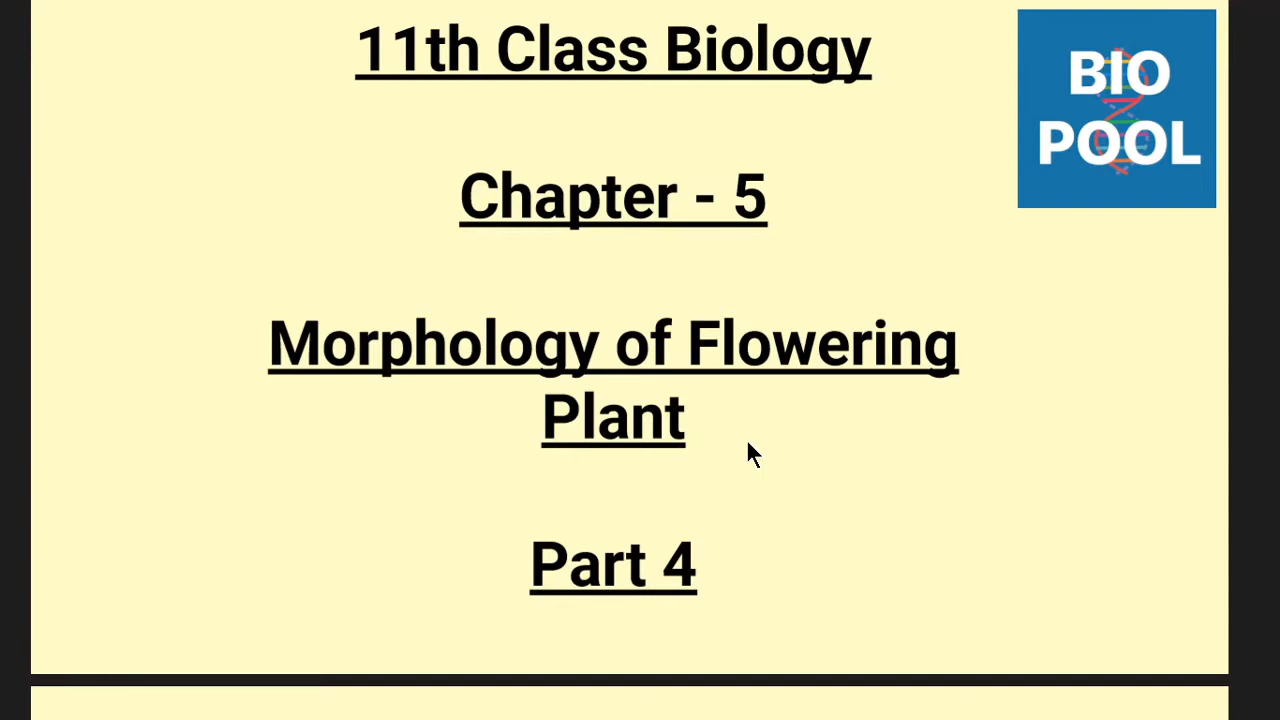 11th Class Biology
BIO
POOL
Chapter - 5
Morphology of Flowering
Plant
Part 4